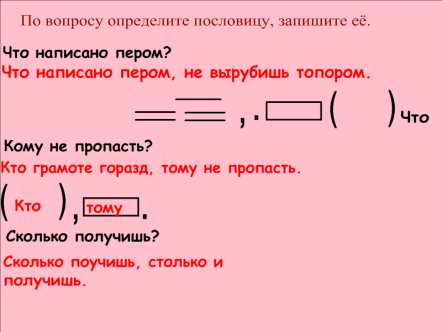 По вопросу определите пословицу, запишите её.
Что написано пером?
Что написано пером, не вырубишь топором.
, . ( ) Что
Кому не пропасть?
Кто грамоте горазд, тому не пропасть.
( Кто ) , тому .
Сколько получишь?
Сколько поучишь, столько и
получишь.